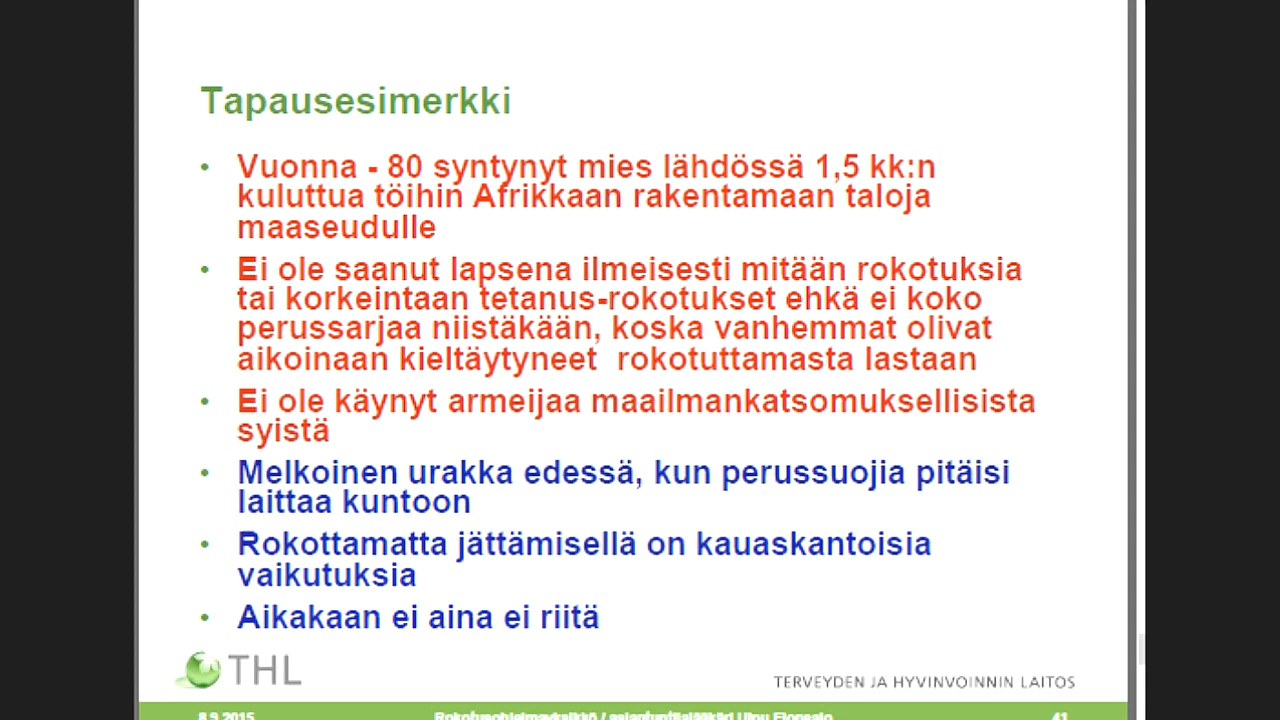 Tapausesimerkki
• Vuonna - 80 syntynyt mies lähdössä 1,5 kk:n
kuluttua töihin Afrikkaan rakentamaan taloja
maaseudulle
• Ei ole saanut lapsena ilmeisesti mitään rokotuksia
tai korkeintaan tetanus-rokotukset ehkä ei koko
perussarjaa niistäkään, koska vanhemmat olivat
aikoinaan kieltäytyneet rokotuttamasta lastaan
• Ei ole käynyt armeijaa maailmankatsomuksellisista
syistä
• Melkoinen urakka edessä, kun perussuojia pitäisi
laittaa kuntoon
• Rokottamatta jättämisellä on kauaskantoisia
vaikutuksia
• Aikakaan ei aina ei riitä
THL
TERVEYDEN JA HYVINVOINNIN LAITOS
8.9.2015 / Ulpu Elonsalo 41